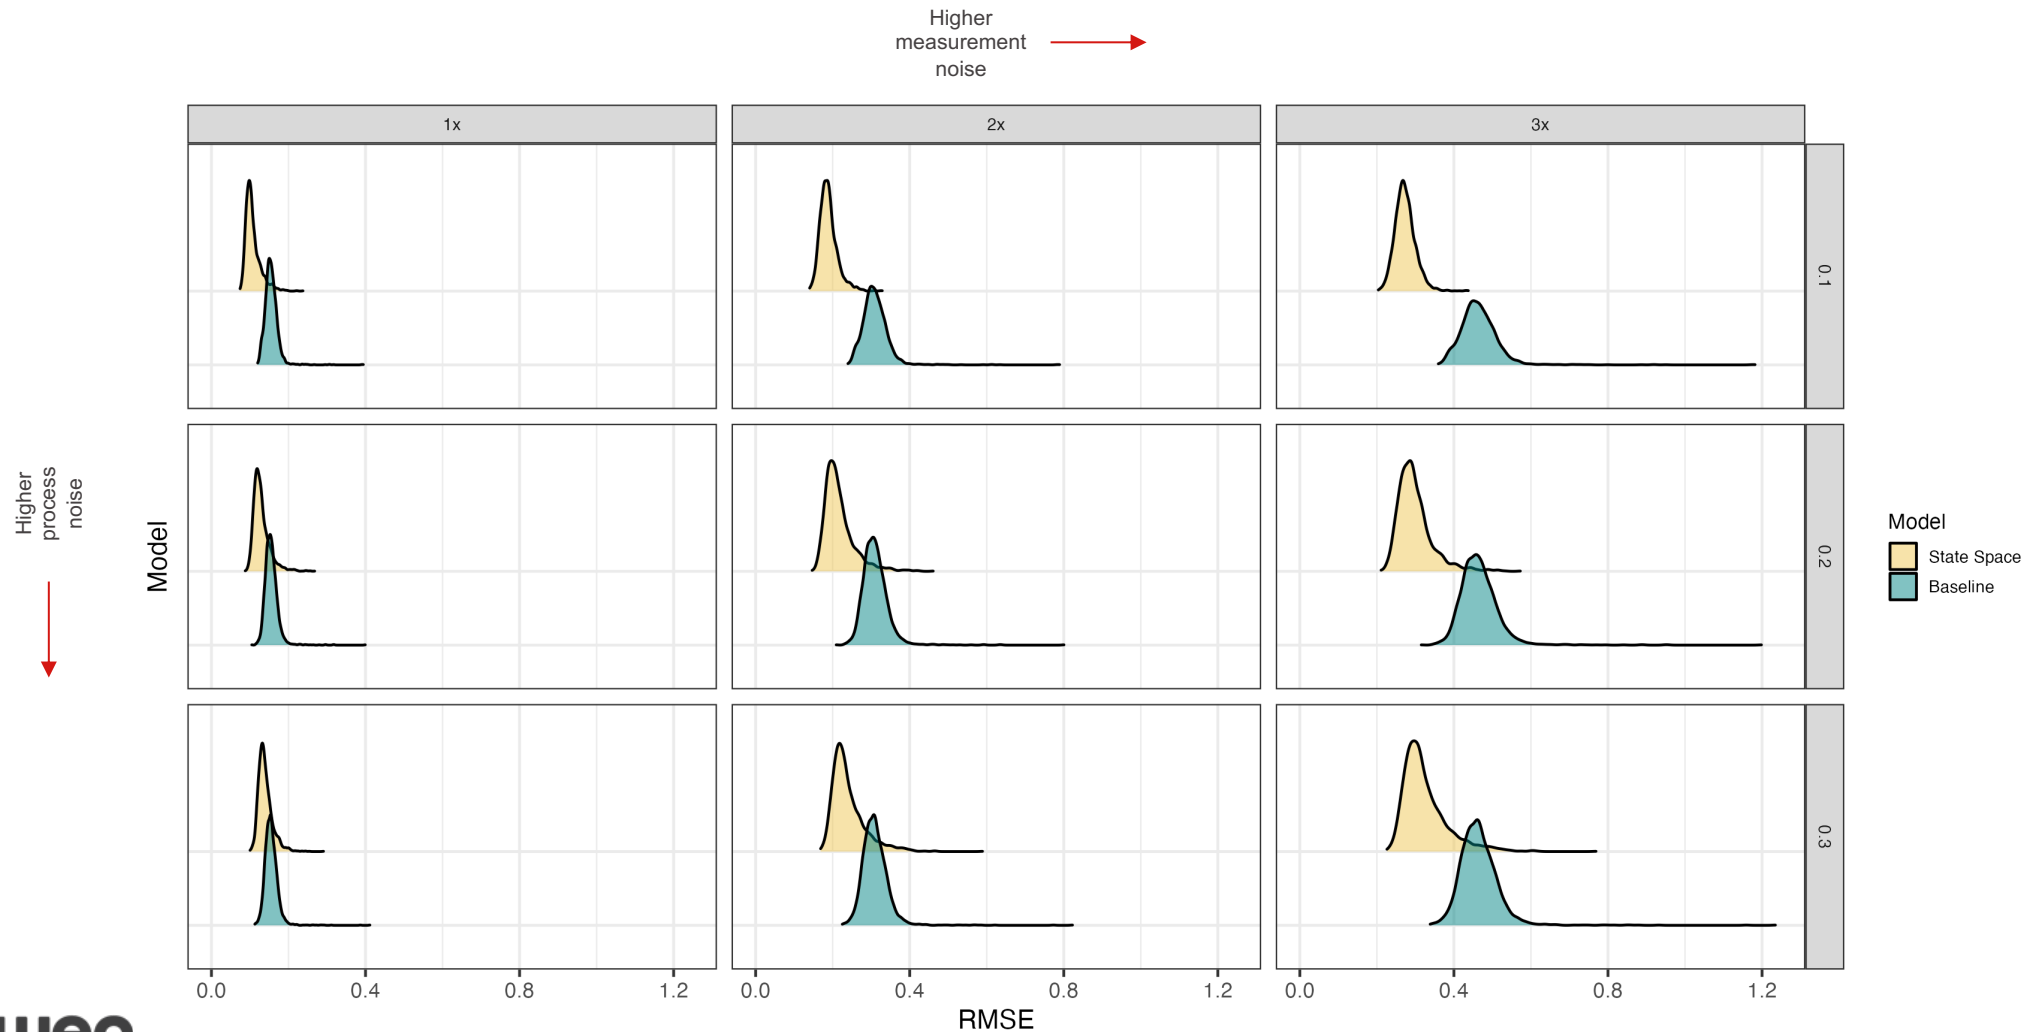 Higher
measurement
noise
1x
2x
3x
0.1
0.2
0.3
Higher
process
noise
Model
Model
State Space
Baseline
0.0 0.4 0.8 1.2
0.0 0.4 0.8 1.2
0.0 0.4 0.8 1.2
RMSE